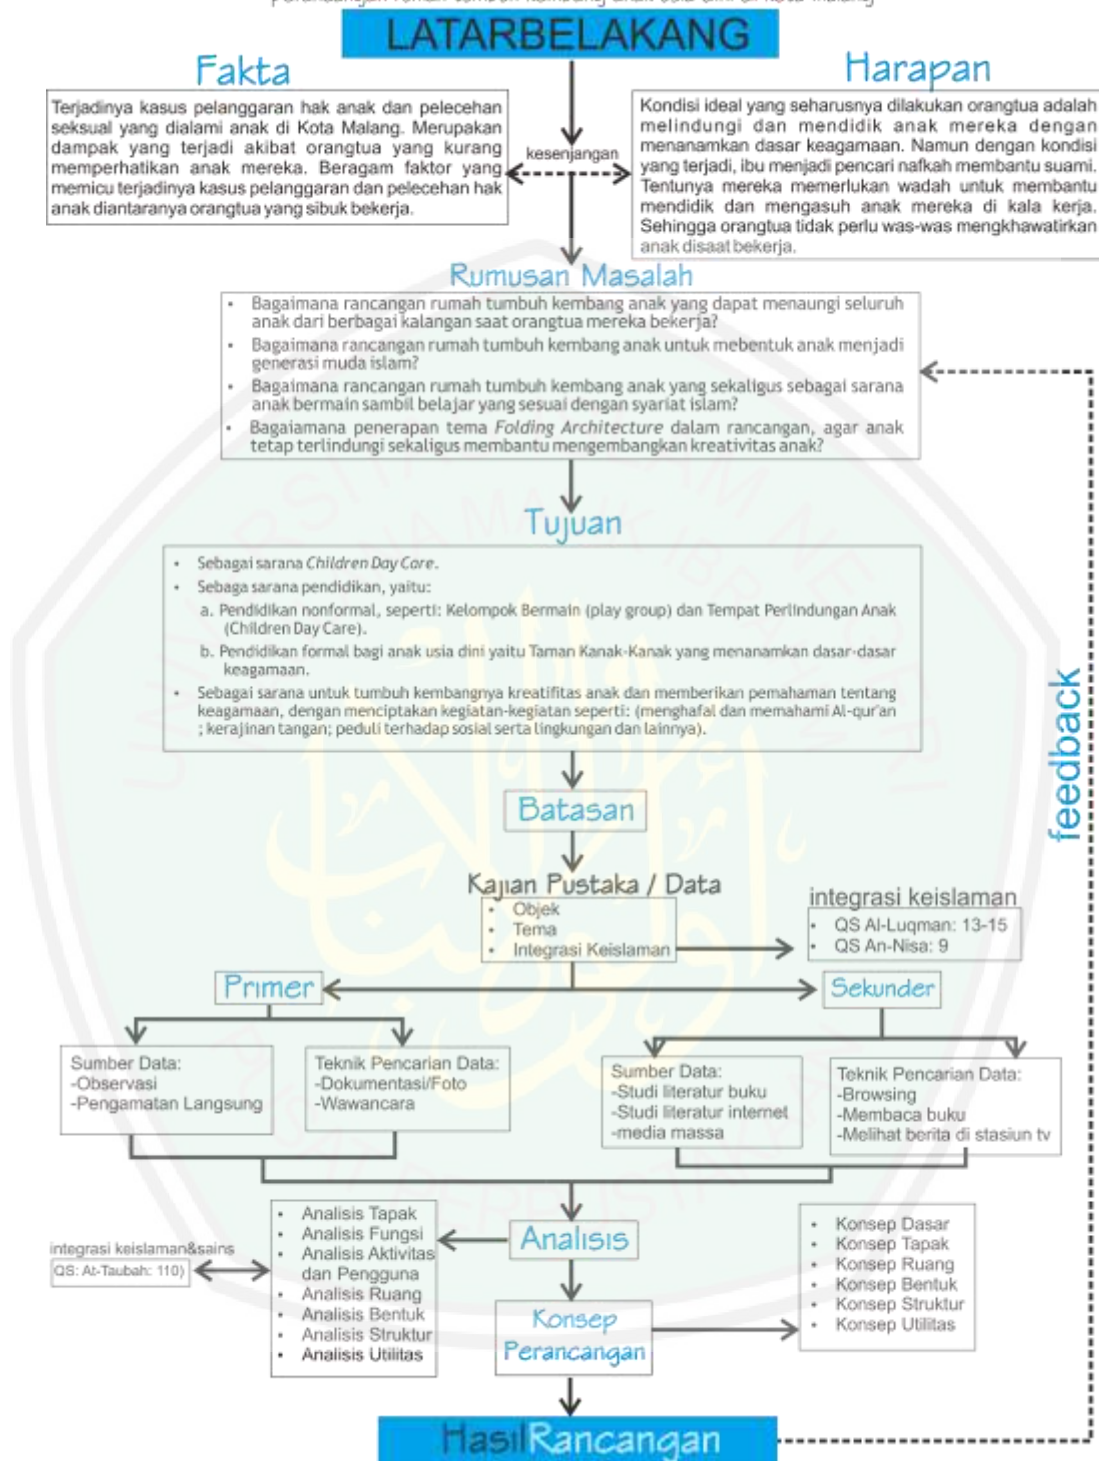 perancangan rumah tumbuh kembang anak usia dini di kota malang
LATARBELAKANG
Fakta
Harapan
Terjadinya kasus pelanggaran hak anak dan pelecehan
seksual yang dialami anak di Kota Malang. Merupakan
dampak yang terjadi akibat orangtua yang kurang
memperhatikan anak mereka. Beragam faktor yang
memicu terjadinya kasus pelanggaran dan pelecehan hak
anak diantaranya orangtua yang sibuk bekerja.
kesenjangan
Kondisi ideal yang seharusnya dilakukan orangtua adalah
melindungi dan mendidik anak mereka dengan
menanamkan dasar keagamaan. Namun dengan kondisi
yang terjadi, ibu menjadi pencari nafkah membantu suami.
Tentunya mereka memerlukan wadah untuk membantu
mendidik dan mengasuh anak mereka di kala kerja.
Sehingga orangtua tidak perlu was-was mengkhawatirkan
anak disaat bekerja.
Rumusan Masalah
• Bagaimana rancangan rumah tumbuh kembang anak yang dapat menaungi seluruh
anak dari berbagai kalangan saat orangtua mereka bekerja?
• Bagaimana rancangan rumah tumbuh kembang anak untuk mebentuk anak menjadi
generasi muda islam?
• Bagaimana rancangan rumah tumbuh kembang anak yang sekaligus sebagai sarana
anak bermain sambil belajar yang sesuai dengan syariat islam?
• Bagaiamana penerapan tema Folding Architecture dalam rancangan, agar anak
tetap terlindungi sekaligus membantu mengembangkan kreativitas anak?
Tujuan
• Sebagai sarana Children Day Care.
• Sebaga sarana pendidikan, yaitu:
a. Pendidikan nonformal, seperti: Kelompok Bermain (play group) dan Tempat Perlindungan Anak
(Children Day Care).
b. Pendidikan formal bagi anak usia dini yaitu Taman Kanak-Kanak yang menanamkan dasar-dasar
keagamaan.
• Sebagai sarana untuk tumbuh kembangnya kreatifitas anak dan memberikan pemahaman tentang
keagamaan, dengan menciptakan kegiatan-kegiatan seperti: (menghafal dan memahami Al-qur'an
; kerajinan tangan; peduli terhadap sosial serta lingkungan dan lainnya).
feedback
Batasan
Kajian Pustaka / Data
• Objek
• Tema
• Integrasi Keislaman
integrasi keislaman
• QS Al-Luqman: 13-15
• QS An-Nisa: 9
Primer
Sekunder
Sumber Data:
-Observasi
-Pengamatan Langsung
Teknik Pencarian Data:
-Dokumentasi/Foto
-Wawancara
Sumber Data:
-Studi literatur buku
-Studi literatur internet
-media massa
Teknik Pencarian Data:
-Browsing
-Membaca buku
-Melihat berita di stasiun tv
Analisis
• Analisis Tapak
• Analisis Fungsi
• Analisis Aktivitas
dan Pengguna
• Analisis Ruang
• Analisis Bentuk
• Analisis Struktur
• Analisis Utilitas
integrasi keislaman&sains
QS: At-Taubah: 110)
Konsep
Perancangan
• Konsep Dasar
• Konsep Tapak
• Konsep Ruang
• Konsep Bentuk
• Konsep Struktur
• Konsep Utilitas
HasilRancangan